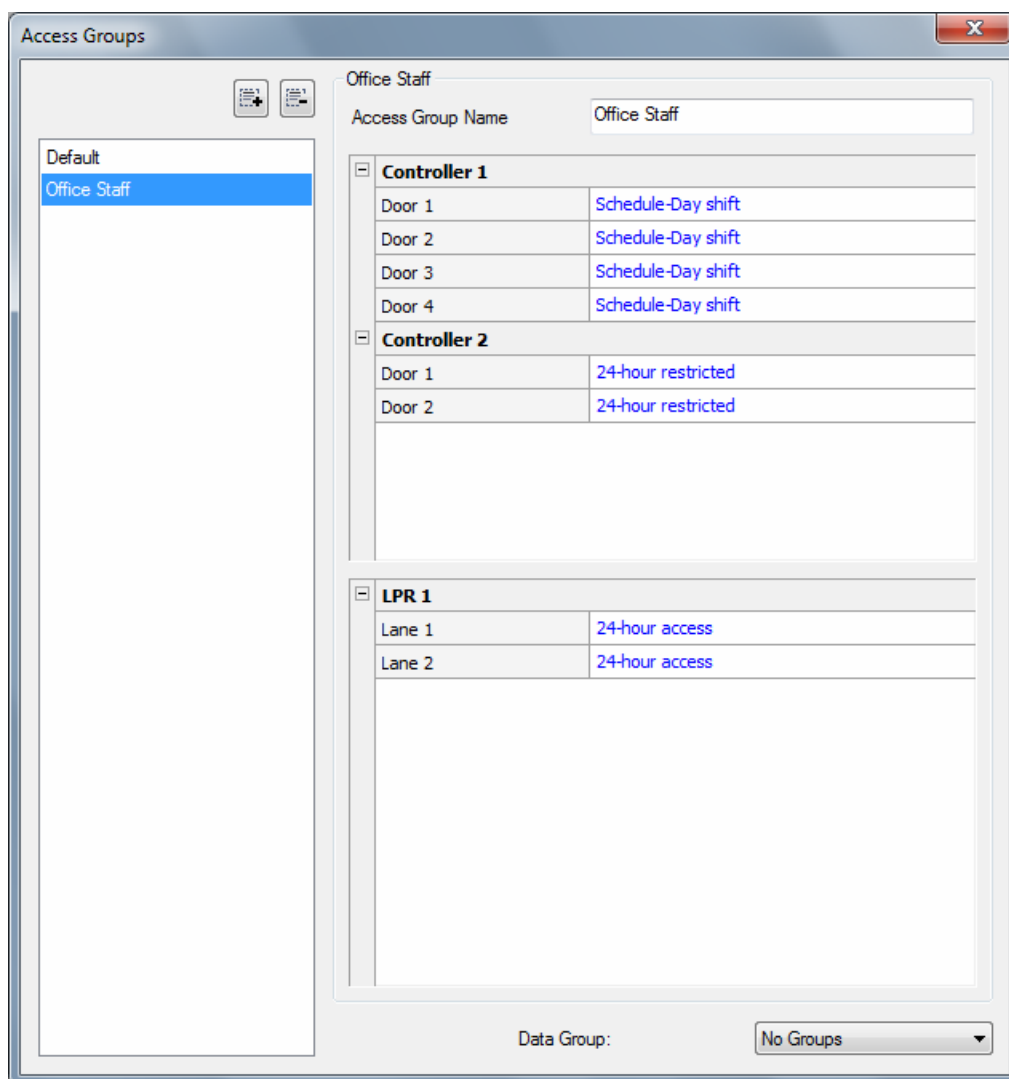 Access Groups
Default
Office Staff
Office Staff
Access Group Name Office Staff
Controller 1
Door 1 Schedule-Day shift
Door 2 Schedule-Day shift
Door 3 Schedule-Day shift
Door 4 Schedule-Day shift
Controller 2
Door 1 24-hour restricted
Door 2 24-hour restricted
LPR 1
Lane 1 24-hour access
Lane 2 24-hour access
Data Group: No Groups